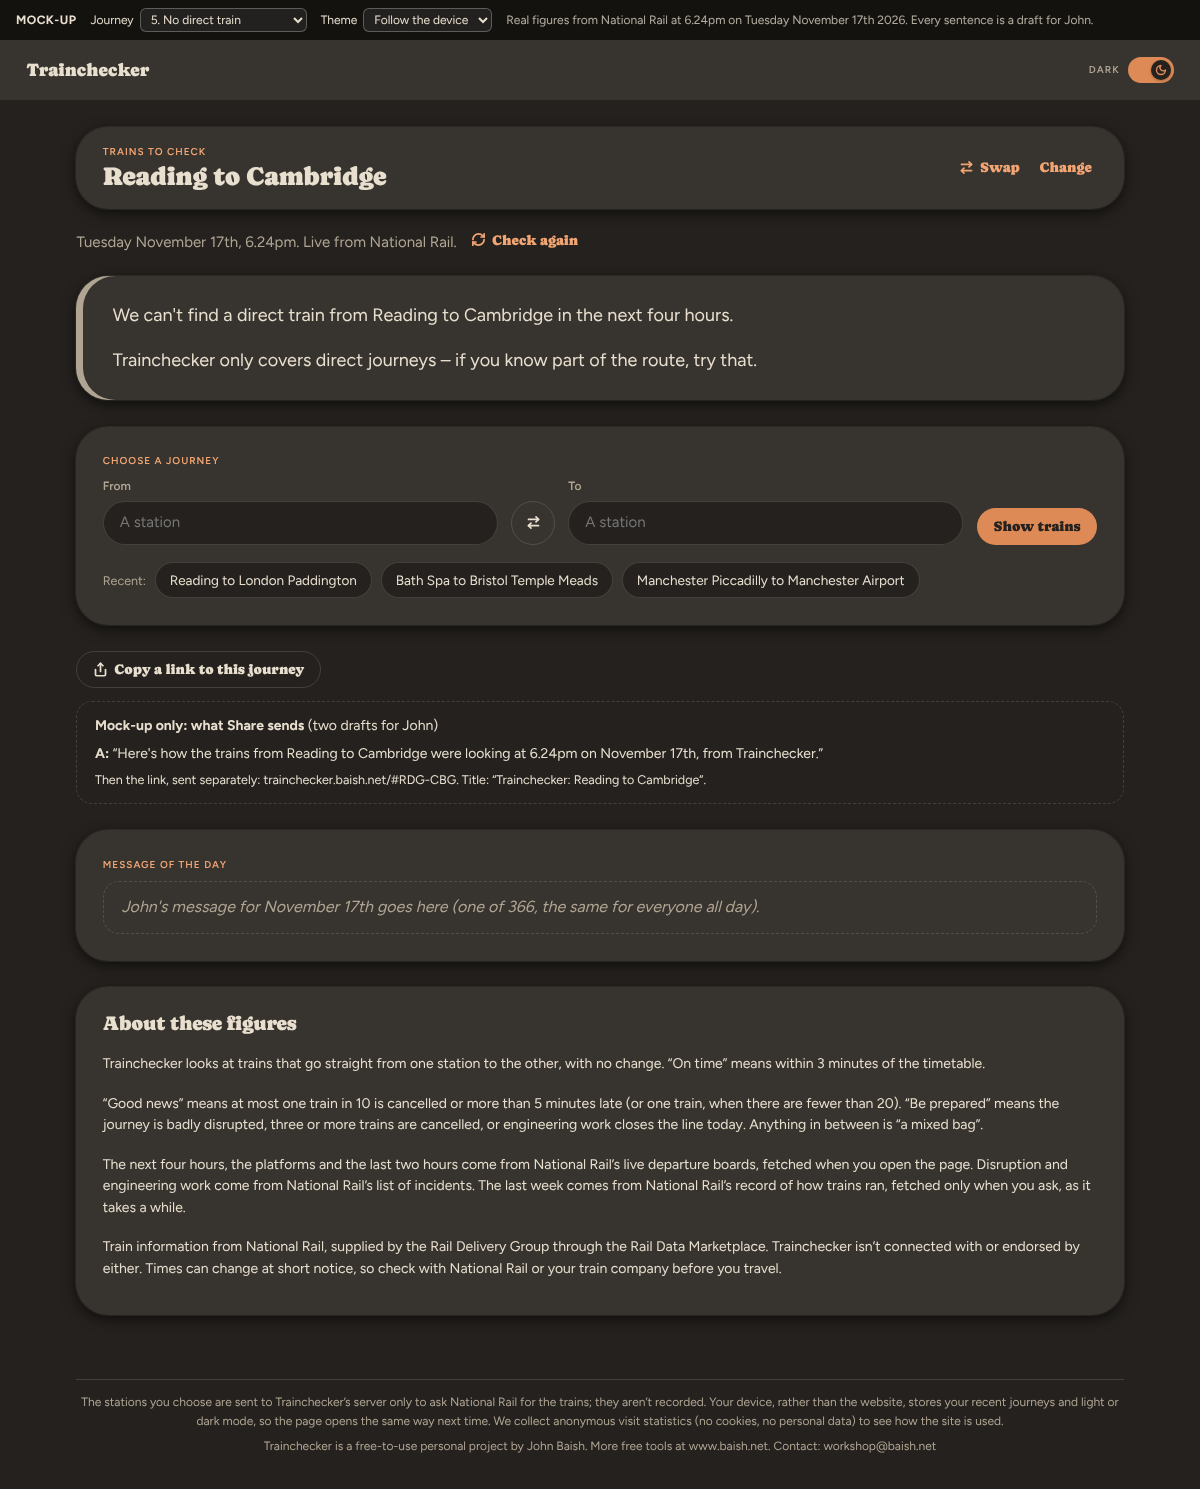 MOCK-UP Journey 5. No direct train Theme Follow the device Real figures from National Rail at 6.24pm on Tuesday November 17th 2026. Every sentence is a draft for John.
Trainchecker
DARK
TRAINS TO CHECK
Reading to Cambridge
Swap Change
Tuesday November 17th, 6.24pm. Live from National Rail. Check again
We can't find a direct train from Reading to Cambridge in the next four hours.
Trainchecker only covers direct journeys – if you know part of the route, try that.
CHOOSE A JOURNEY
From To
A station A station Show trains
Recent: Reading to London Paddington Bath Spa to Bristol Temple Meads Manchester Piccadilly to Manchester Airport
Copy a link to this journey
Mock-up only: what Share sends (two drafts for John)
A: “Here's how the trains from Reading to Cambridge were looking at 6.24pm on November 17th, from Trainchecker.”
Then the link, sent separately: trainchecker.baish.net/#RDG-CBG. Title: “Trainchecker: Reading to Cambridge”.
MESSAGE OF THE DAY
John's message for November 17th goes here (one of 366, the same for everyone all day).
About these figures
Trainchecker looks at trains that go straight from one station to the other, with no change. “On time” means within 3 minutes of the timetable.
“Good news” means at most one train in 10 is cancelled or more than 5 minutes late (or one train, when there are fewer than 20). “Be prepared” means the
journey is badly disrupted, three or more trains are cancelled, or engineering work closes the line today. Anything in between is “a mixed bag”.
The next four hours, the platforms and the last two hours come from National Rail’s live departure boards, fetched when you open the page. Disruption and
engineering work come from National Rail’s list of incidents. The last week comes from National Rail’s record of how trains ran, fetched only when you ask, as it
takes a while.
Train information from National Rail, supplied by the Rail Delivery Group through the Rail Data Marketplace. Trainchecker isn’t connected with or endorsed by
either. Times can change at short notice, so check with National Rail or your train company before you travel.
The stations you choose are sent to Trainchecker’s server only to ask National Rail for the trains; they aren’t recorded. Your device, rather than the website, stores your recent journeys and light or
dark mode, so the page opens the same way next time. We collect anonymous visit statistics (no cookies, no personal data) to see how the site is used.
Trainchecker is a free-to-use personal project by John Baish. More free tools at www.baish.net. Contact: workshop@baish.net